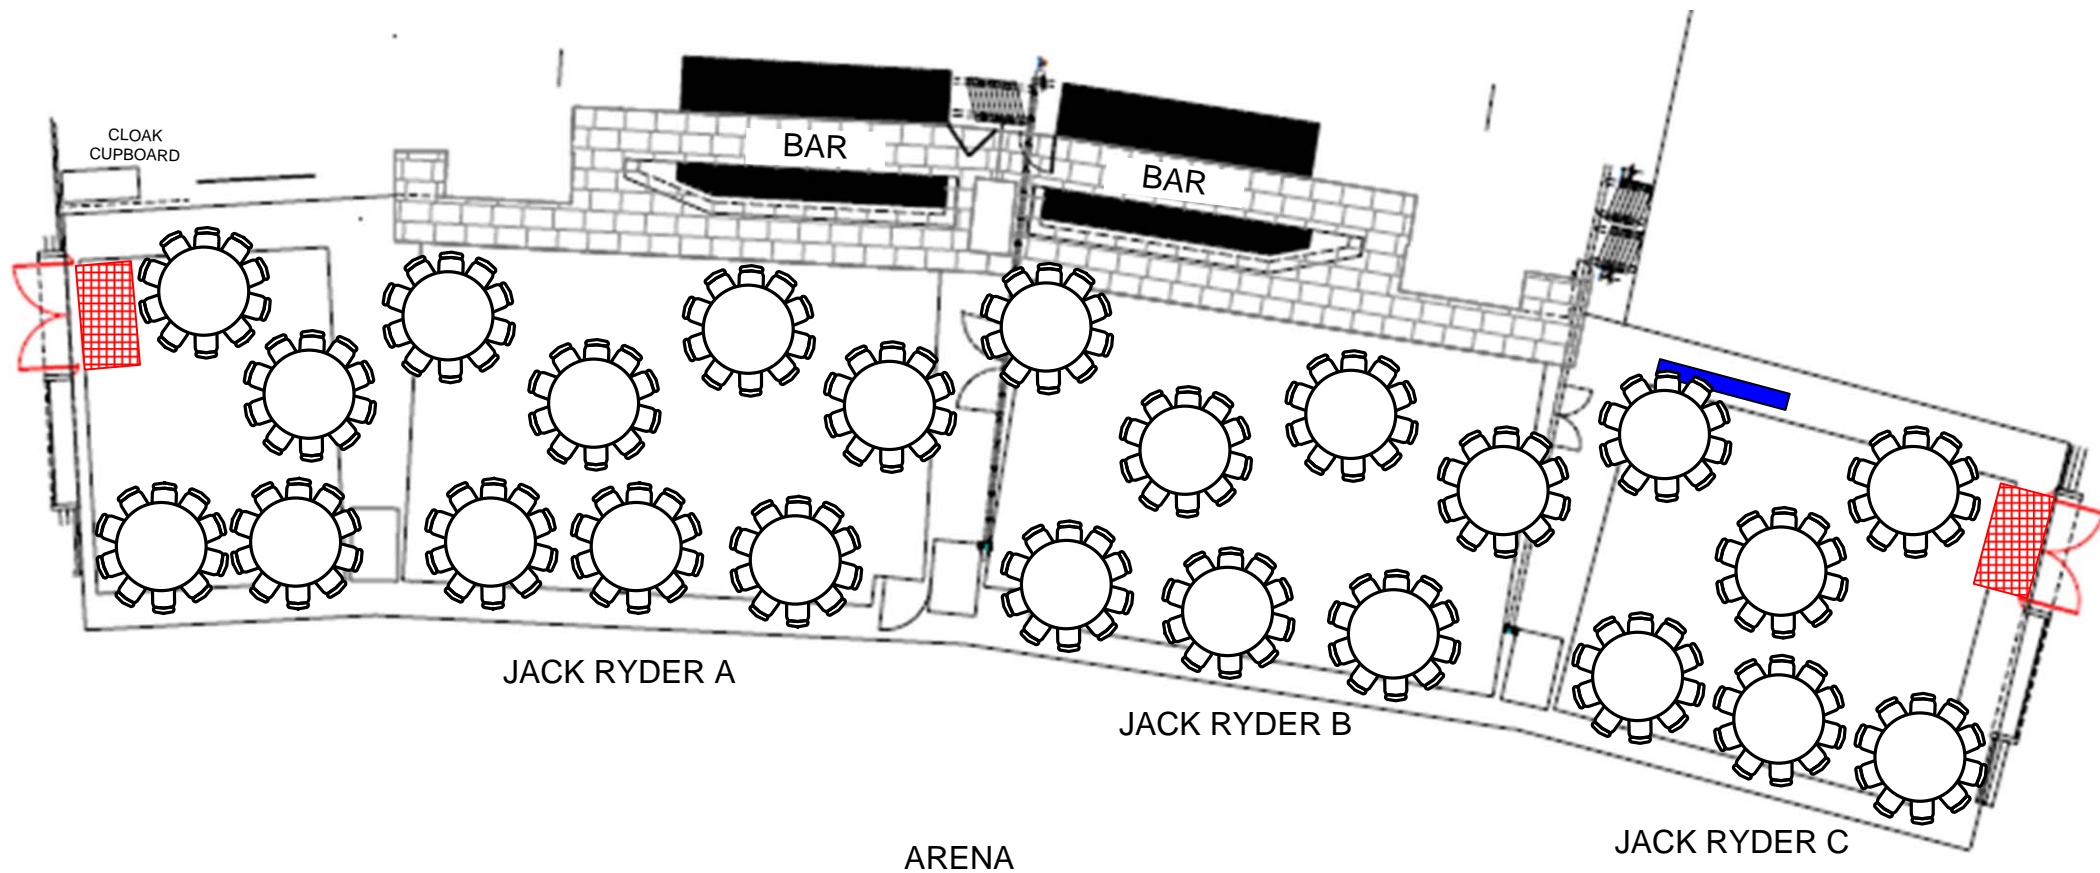 CLOAK
CUPBOARD
BAR
BAR
JACK RYDER A
JACK RYDER B
JACK RYDER C
ARENA